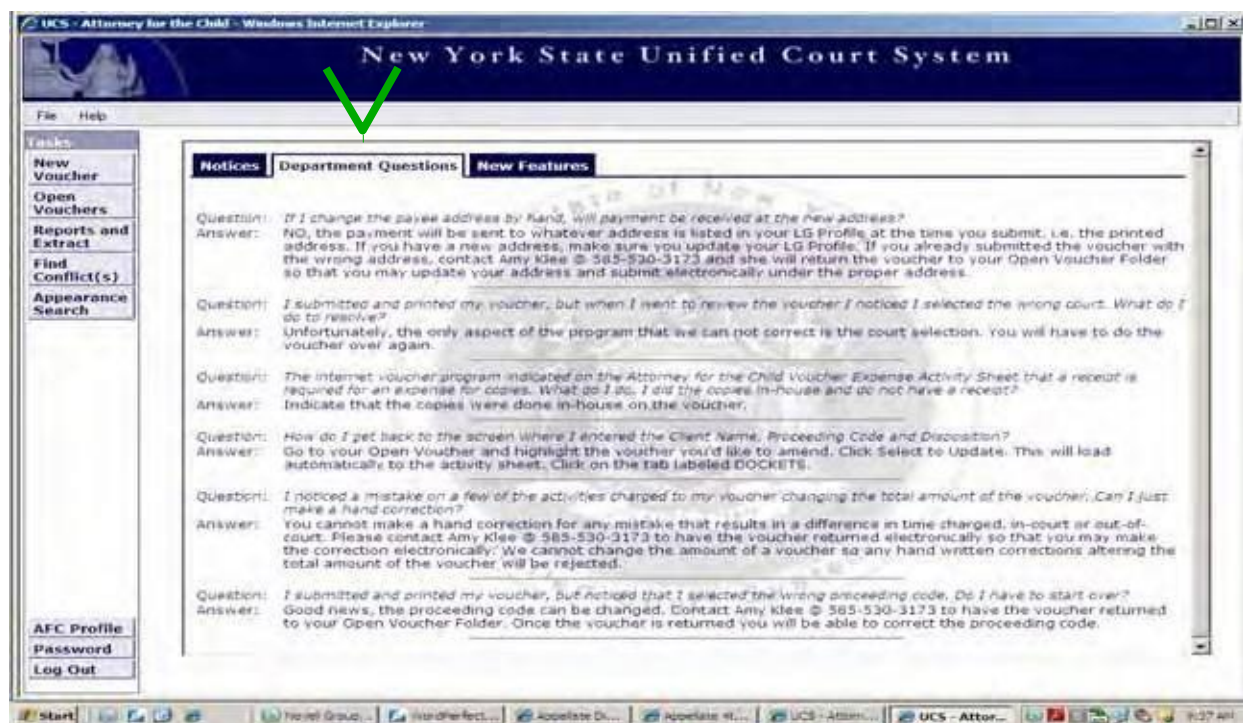 UCS - Attorney for the Child - Windows Internet Explorer
New York State Unified Court System
File Help
Tasks
New
Voucher
Open
Vouchers
Reports and
Extract
Find
Conflict(s)
Appearance
Search
Notices Department Questions New Features
Question: If I change the payee address by hand, will payment be received at the new address?
Answer: NO, the payment will be sent to whatever address is listed in your LG Profile at the time you submit. i.e. the printed
address. If you have a new address, make sure you update your LG Profile. If you already submitted the voucher with
the wrong address, contact Amy Klee @ 585-530-3173 and she will return the voucher to your Open Voucher Folder
so that you may update your address and submit electronically under the proper address.
Question: I submitted and printed my voucher, but when I went to review the voucher I noticed I selected the wrong court. What do I
do to resolve?
Answer: Unfortunately, the only aspect of the program that we can not correct is the court selection. You will have to do the
voucher over again.
Question: The internet voucher program indicated on the Attorney for the Child Voucher Expense Activity Sheet that a receipt is
required for an expense for copies. What do I do, I did the copies in-house and do not have a receipt?
Answer: Indicate that the copies were done in-house on the voucher.
Question: How do I get back to the screen where I entered the Client Name, Proceeding Code and Disposition?
Answer: Go to your Open Voucher and highlight the voucher you'd like to amend. Click Select to Update. This will load
automatically to the activity sheet. Click on the tab labeled DOCKETS.
Question: I noticed a mistake on a few of the activities charged to my voucher changing the total amount of the voucher. Can I just
make a hand correction?
Answer: You cannot make a hand correction for any mistake that results in a difference in time charged, in-court or out-of-
court. Please contact Amy Klee @ 585-530-3173 to have the voucher returned electronically so that you may make
the correction electronically. We cannot change the amount of a voucher so any hand written corrections altering the
total amount of the voucher will be rejected.
Question: I submitted and printed my voucher, but noticed that I selected the wrong proceeding code. Do I have to start over?
Answer: Good news, the proceeding code can be changed. Contact Amy Klee @ 585-530-3173 to have the voucher returned
to your Open Voucher Folder. Once the voucher is returned you will be able to correct the proceeding code.
AFC Profile
Password
Log Out
Start Novel Group... WordPerfect... Appellate Di... Appellate UCS - Attorn... UCS - Attor... 9:37 AM